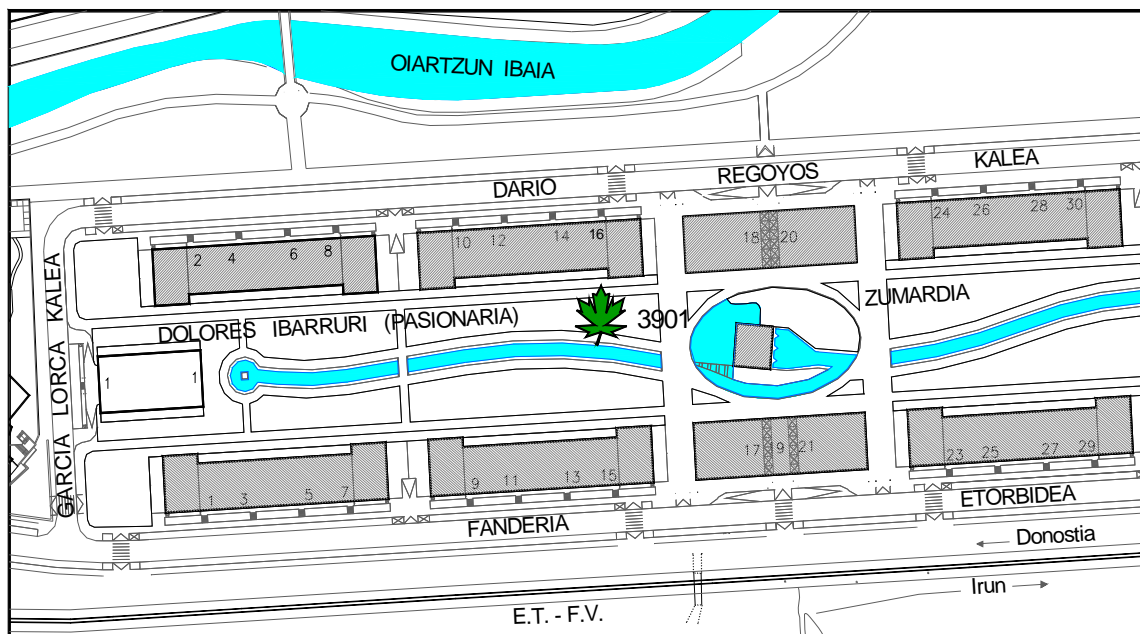 OIARTZUN IBAIA
DARIO REGOYOS KALEA
2 4 6 8
10 12 14 16
18 20
24 26 28 30
GARCIA LORCA KALEA
DOLORES IBARRURI (PASIONARIA) ZUMARDIA
3901
1 1
1 3 5 7
9 11 13 15
17 9 21
23 25 27 29
FANDERIA ETORBIDEA
Donostia
Irun
E.T. - F.V.